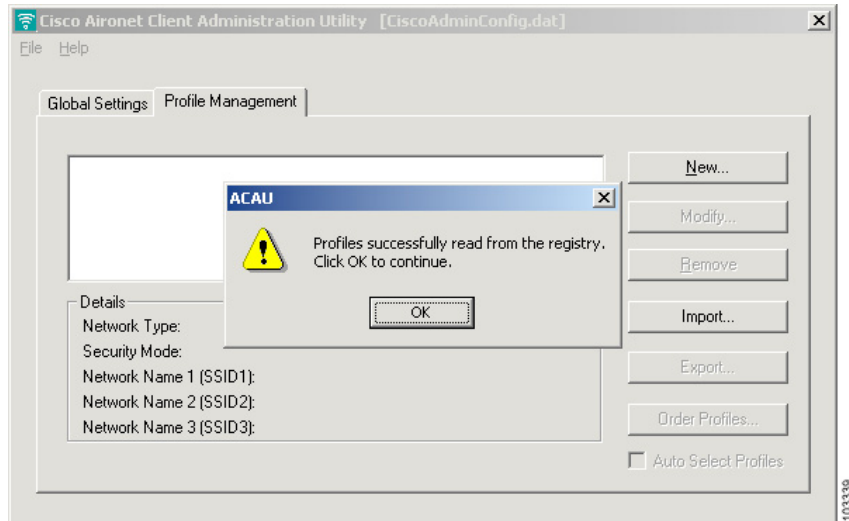 Cisco Aironet Client Administration Utility [CiscoAdminConfig.dat]
File Help
Global Settings Profile Management
New...
ACAU
Modify...
Profiles successfully read from the registry.
Click OK to continue.
Remove
OK
Details
Import...
Network Type:
Security Mode:
Export...
Network Name 1 (SSID1):
Network Name 2 (SSID2):
Order Profiles...
Network Name 3 (SSID3):
Auto Select Profiles
103339